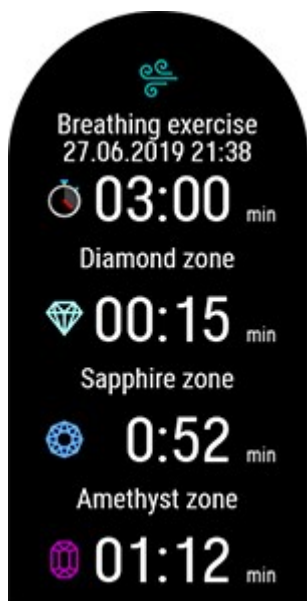 Breathing exercise
27.06.2019 21:38
03:00 min
Diamond zone
00:15 min
Sapphire zone
0:52 min
Amethyst zone
01:12 min